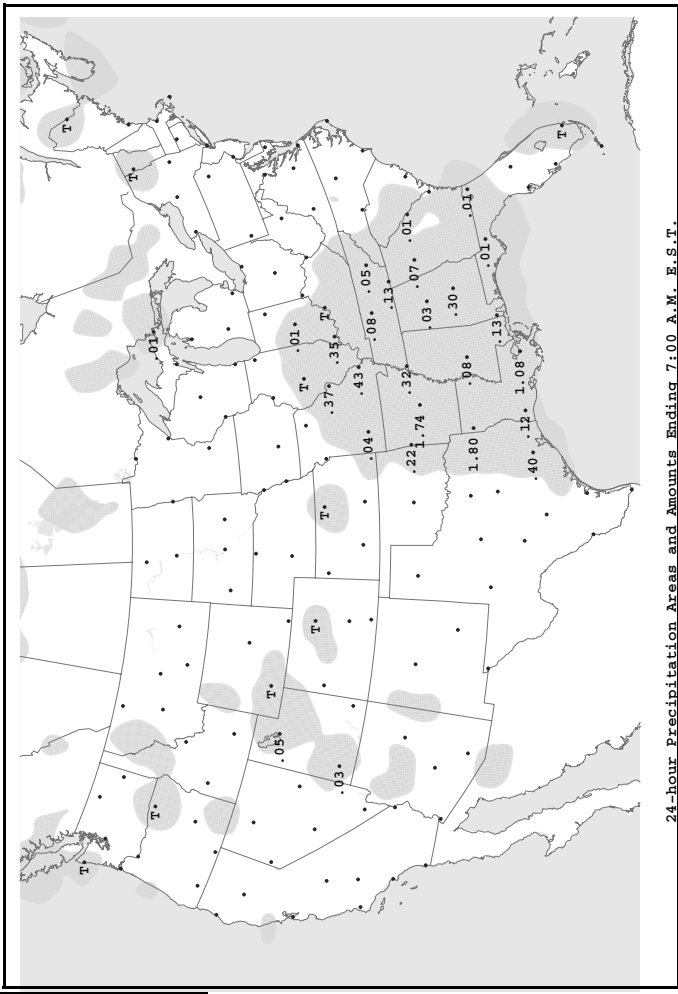 T
T
T
.01
T
T
.05
.01
T
T
T
T
.37
.35
.03
.43
.05
.04
.08
.13
.32
.01
.22
.07
1.74
.03
.30
.01
.08
1.80
.01
.13
1.08
.12
.40
T
24-hour Precipitation Areas and Amounts Ending 7:00 A.M. E.S.T.